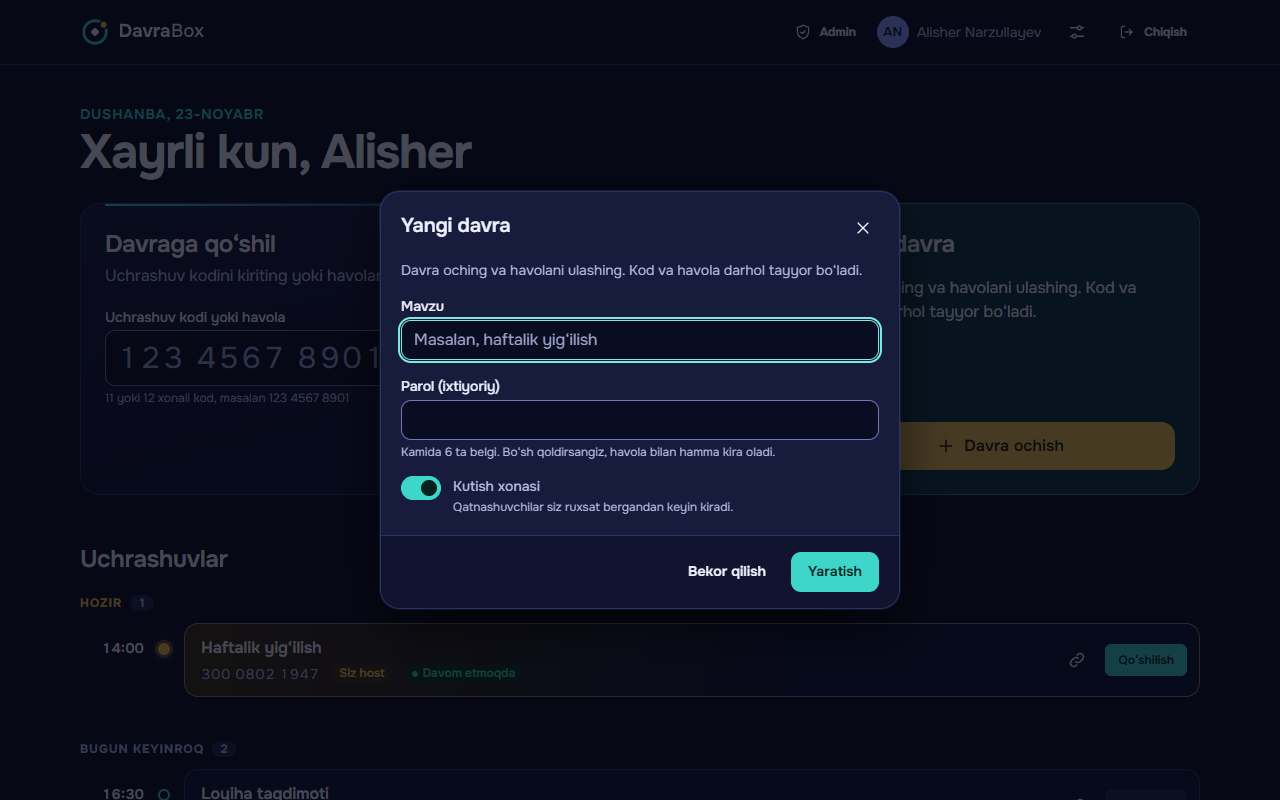 DavraBox
Admin
AN
Alisher Narzullayev
Chiqish
DUSHANBA, 23-NOYABR
Xayrli kun, Alisher
Davraga qo‘shil
Uchrashuv kodini kiriting yoki havolan
Uchrashuv kodi yoki havola
123 4567 8901
11 yoki 12 xonali kod, masalan 123 4567 8901
davra
ing va havolani ulashing. Kod va
rhol tayyor bo‘ladi.
Davra ochish
Yangi davra
Davra oching va havolani ulashing. Kod va havola darhol tayyor bo‘ladi.
Mavzu
Masalan, haftalik yig‘ilish
Parol (ixtiyoriy)
Kamida 6 ta belgi. Bo‘sh qoldirsangiz, havola bilan hamma kira oladi.
Kutish xonasi
Qatnashuvchilar siz ruxsat bergandan keyin kiradi.
Bekor qilish
Yaratish
Uchrashuvlar
HOZIR 1
14:00
Haftalik yig‘ilish
300 0802 1947
Siz host
Davom etmoqda
Qo‘shilish
BUGUN KEYINROQ 2
16:30
Loyiha taqdimoti